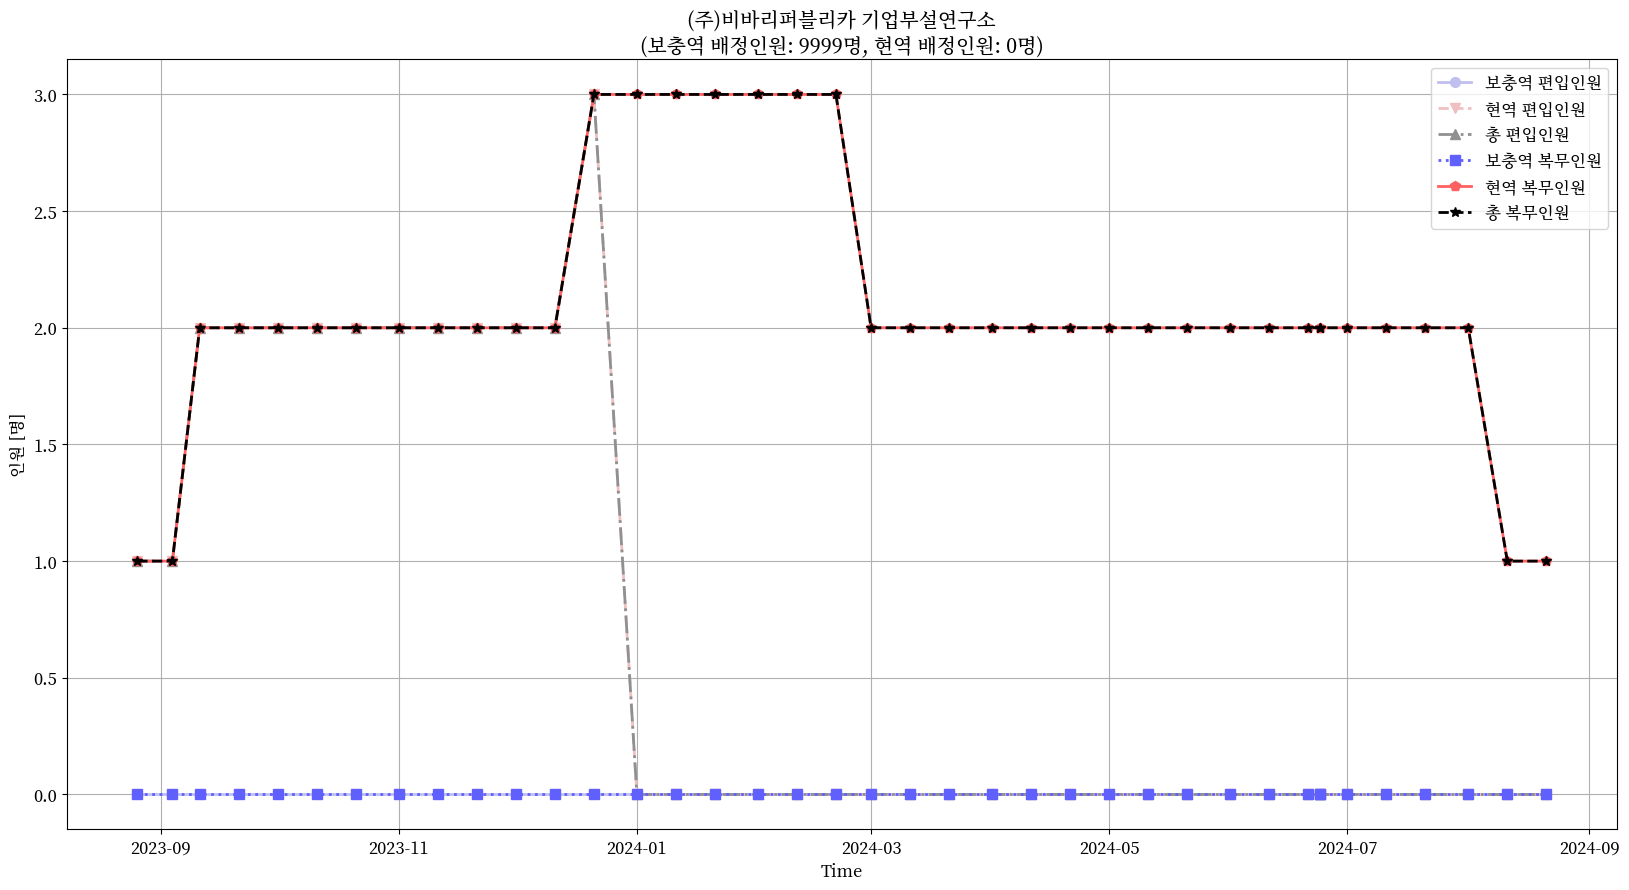 (주)비바리퍼블리카 기업부설연구소
(보충역 배정인원: 9999명, 현역 배정인원: 0명)
보충역 편입인원
현역 편입인원
총 편입인원
보충역 복무인원
현역 복무인원
총 복무인원
3.0
2.5
2.0
1.5
1.0
0.5
0.0
인원 [명]
2023-09
2023-11
2024-01
2024-03
2024-05
2024-07
2024-09
Time